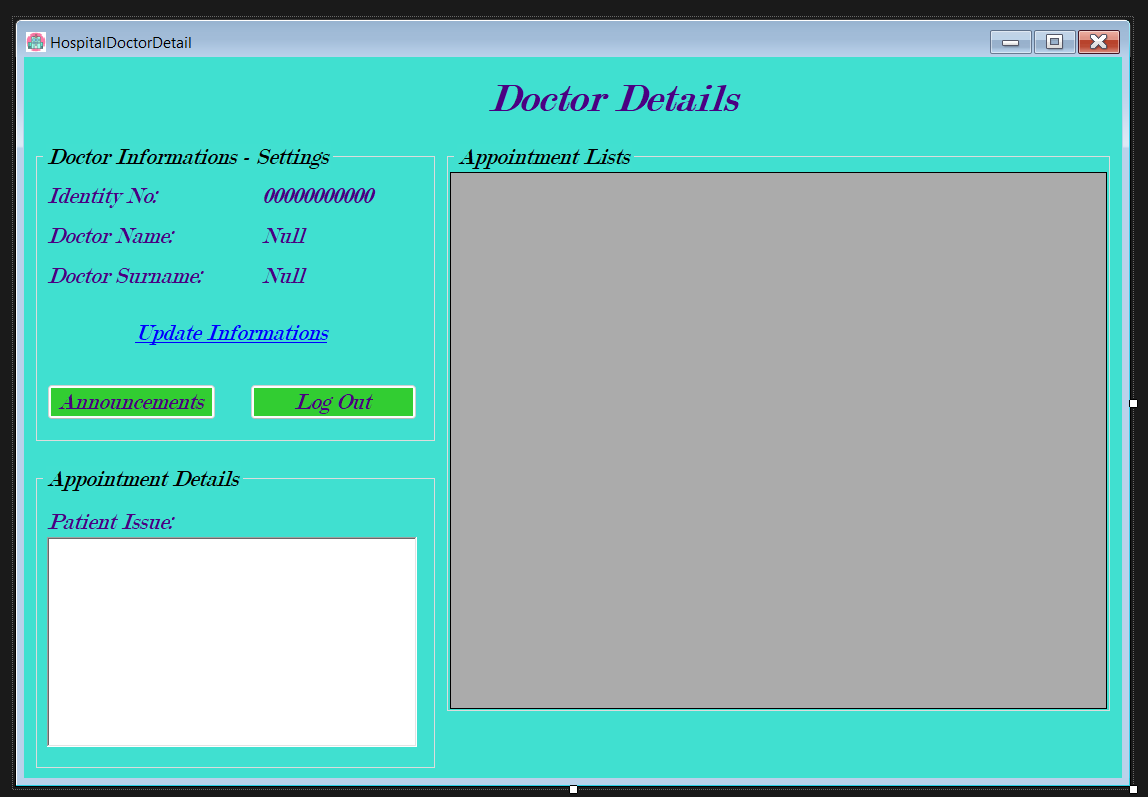 HospitalDoctorDetail
Doctor Details
Doctor Informations - Settings
Identity No: 00000000000
Doctor Name: Null
Doctor Surname: Null
Update Informations
Announcements Log Out
Appointment Details
Patient Issue:
Appointment Lists